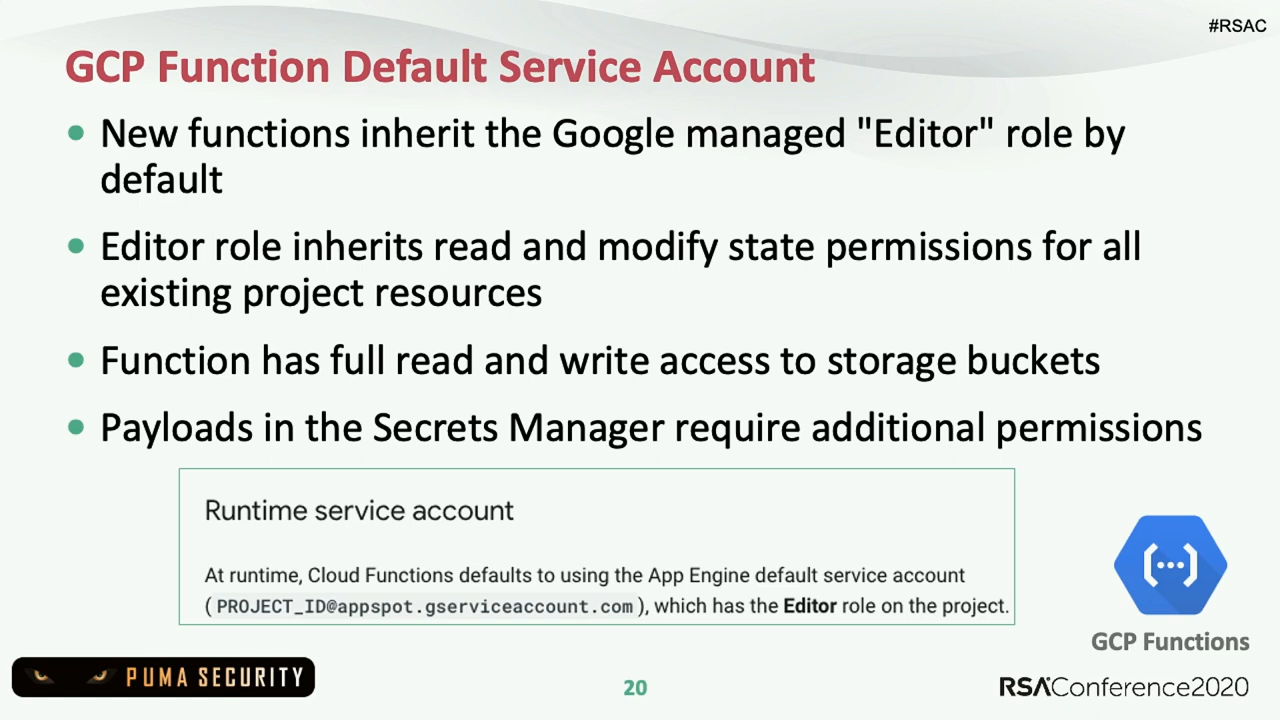 #RSAC
GCP Function Default Service Account
• New functions inherit the Google managed "Editor" role by
default
• Editor role inherits read and modify state permissions for all
existing project resources
• Function has full read and write access to storage buckets
• Payloads in the Secrets Manager require additional permissions
Runtime service account
At runtime, Cloud Functions defaults to using the App Engine default service account
(PROJECT_ID@appspot.gserviceaccount.com), which has the Editor role on the project.
{...}
GCP Functions
PUMA SECURITY
20
RSAConference2020